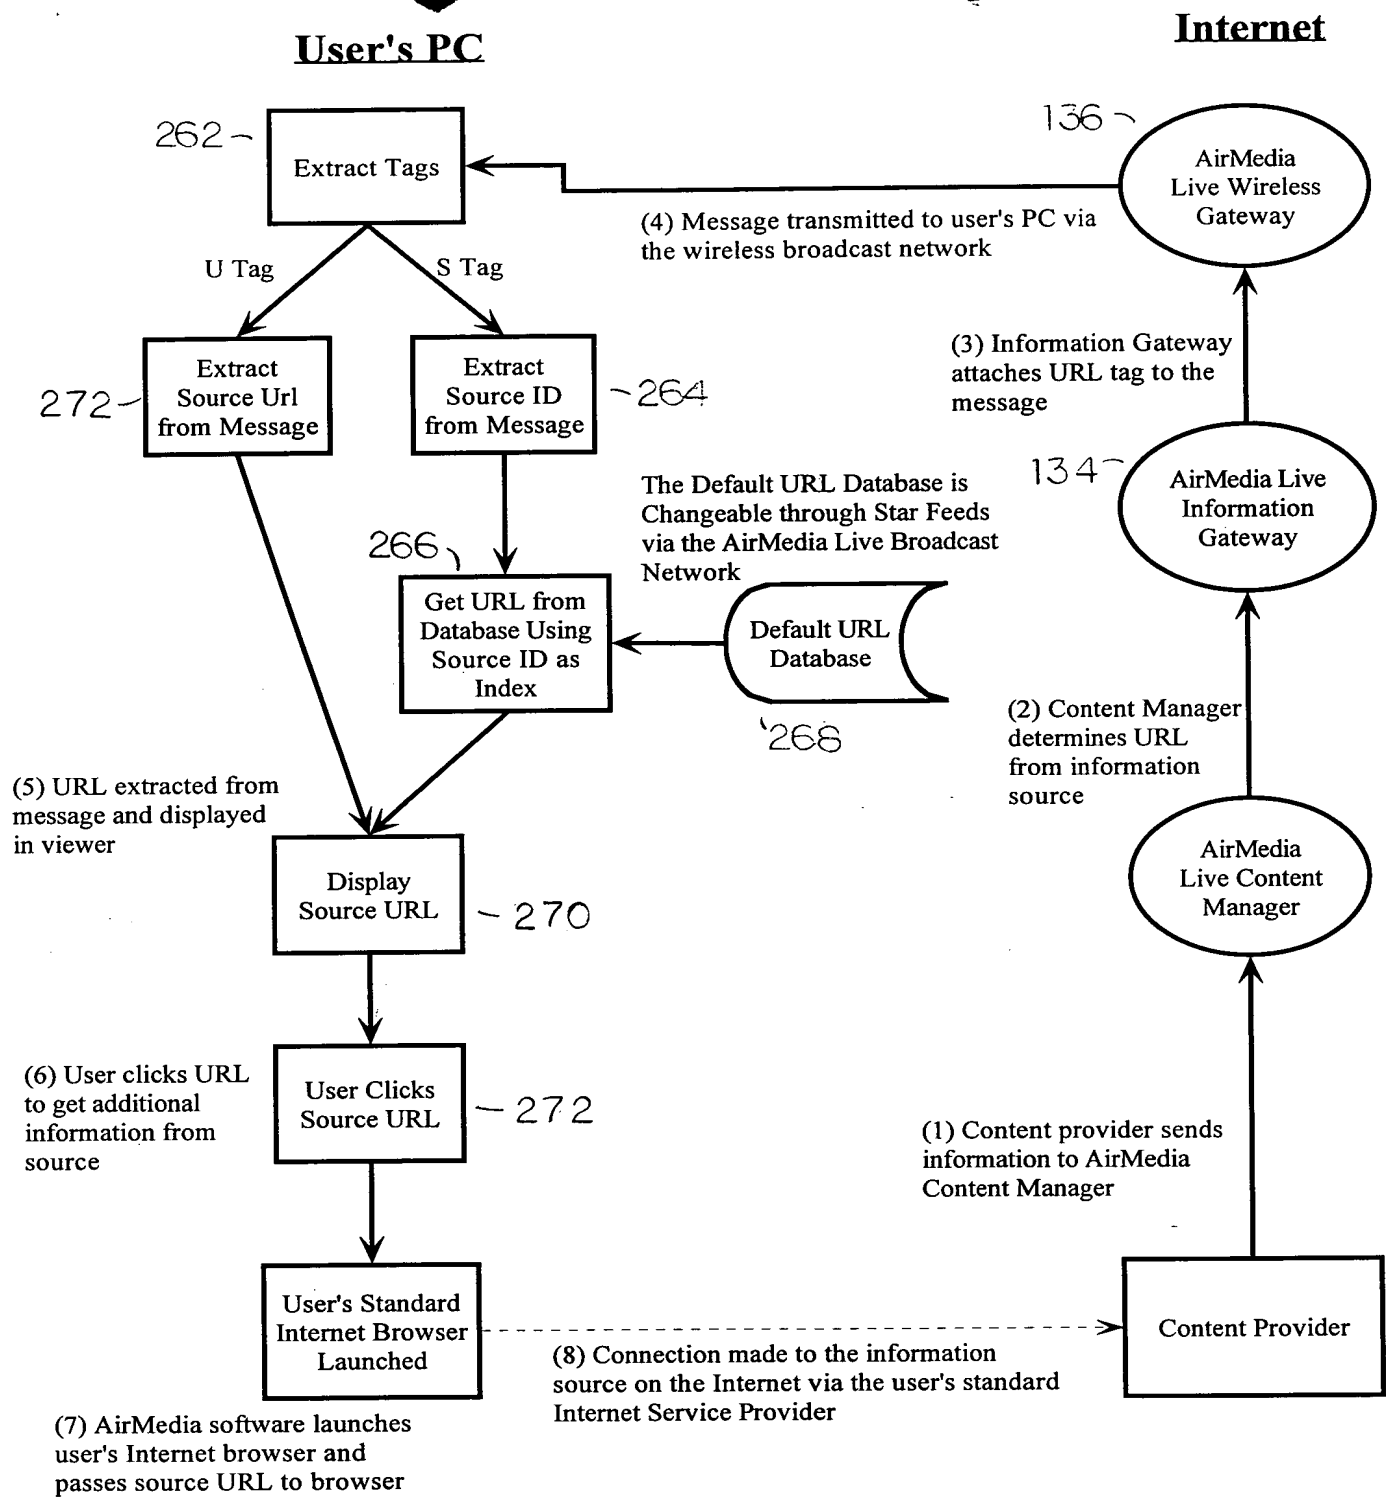 User's PC
Internet
262
Extract Tags
136
AirMedia
Live Wireless
Gateway
(4) Message transmitted to user's PC via
the wireless broadcast network
U Tag
S Tag
272
Extract
Source Url
from Message
Extract
Source ID
from Message
264
(3) Information Gateway
attaches URL tag to the
message
134
AirMedia Live
Information
Gateway
The Default URL Database is
Changeable through Star Feeds
via the AirMedia Live Broadcast
Network
266
Get URL from
Database Using
Source ID as
Index
Default URL
Database
268
(2) Content Manager
determines URL
from information
source
(5) URL extracted from
message and displayed
in viewer
Display
Source URL
270
AirMedia
Live Content
Manager
(6) User clicks URL
to get additional
information from
source
User Clicks
Source URL
272
(1) Content provider sends
information to AirMedia
Content Manager
User's Standard
Internet Browser
Launched
Content Provider
(8) Connection made to the information
source on the Internet via the user's standard
Internet Service Provider
(7) AirMedia software launches
user's Internet browser and
passes source URL to browser